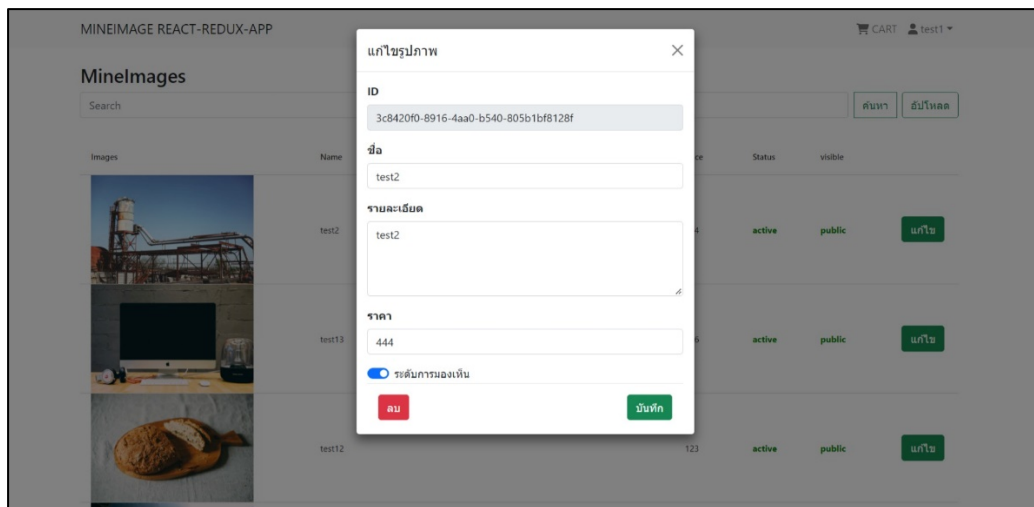 MINEIMAGE REACT-REDUX-APP
CART test1
MineImages
Search
ค้นหา อัปโหลด
Images Name ce Status visible
test2 4 active public แก้ไข
test13 6 active public แก้ไข
test12 123 active public แก้ไข
แก้ไขรูปภาพ
ID
3c8420f0-8916-4aa0-b540-805b1bf8128f
ชื่อ
test2
รายละเอียด
test2
ราคา
444
ระดับการมองเห็น
ลบ บันทึก